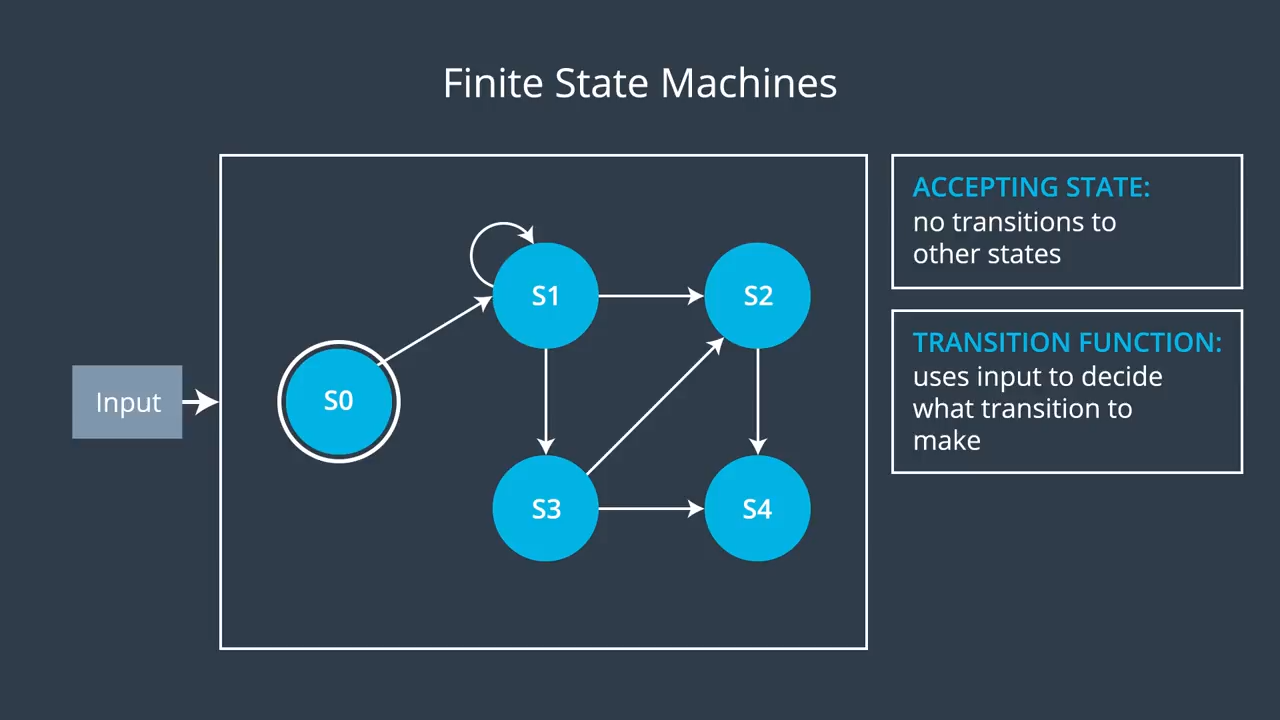 Finite State Machines
ACCEPTING STATE:
no transitions to
other states
TRANSITION FUNCTION:
uses input to decide
what transition to
make
Input
S0
S1
S2
S3
S4